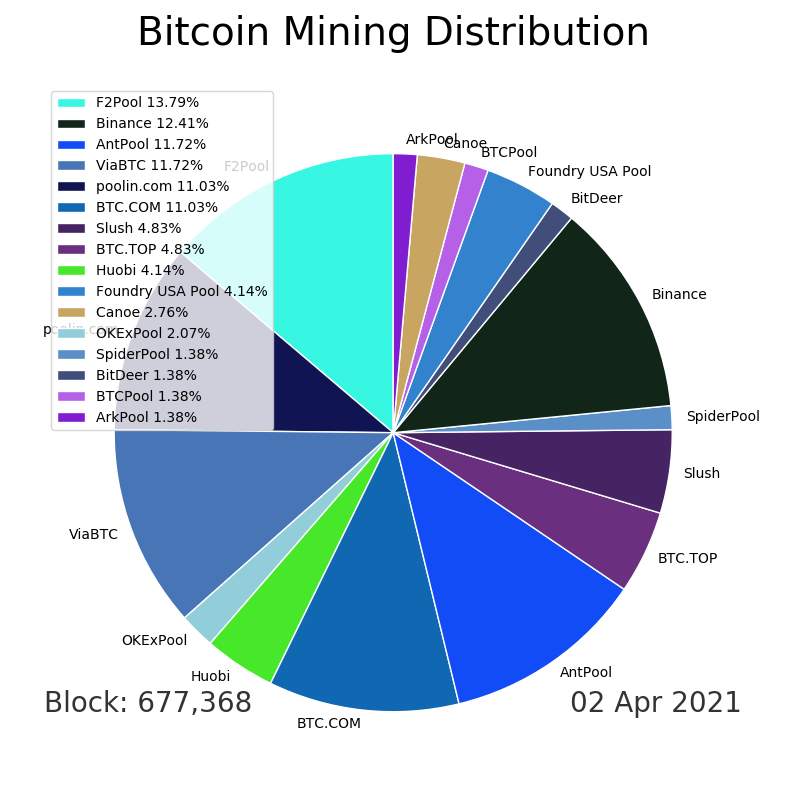 Bitcoin Mining Distribution
F2Pool 13.79%
Binance 12.41%
AntPool 11.72%
ViaBTC 11.72%
poolin.com 11.03%
BTC.COM 11.03%
Slush 4.83%
BTC.TOP 4.83%
Huobi 4.14%
Foundry USA Pool 4.14%
Canoe 2.76%
OKExPool 2.07%
SpiderPool 1.38%
BitDeer 1.38%
BTCPool 1.38%
ArkPool 1.38%
ArkPool
Canoe
BTCPool
Foundry USA Pool
BitDeer
F2Pool
Binance
poolin.com
SpiderPool
Slush
ViaBTC
BTC.TOP
OKExPool
Huobi
AntPool
BTC.COM
Block: 677,368
02 Apr 2021